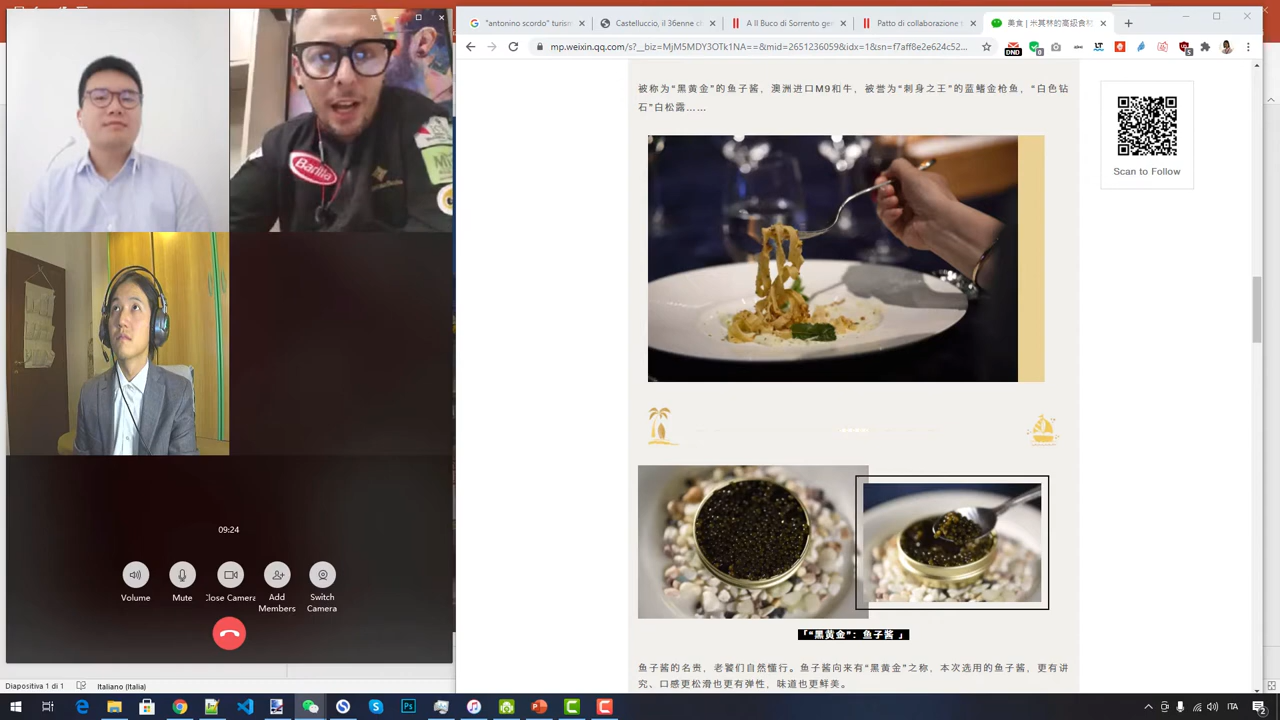 "antonino scordo" turism
Castelluccio, il 36enne ch
A Il Buco di Sorrento gem
Patto di collaborazione s
美食 | 米其林的高级食材
mp.weixin.qq.com/s?__biz=MjM5MDY3OTk1NA==&mid=2651236059&idx=1&sn=f7aff8e2e624c52...
DND
0
5
被称为“黑黄金”的鱼子酱，澳洲进口M9和牛，被誉为“刺身之王”的蓝鳍金枪鱼，“白色钻
石”白松露……
Scan to Follow
Barilla
09:24
Volume
Mute
Close Camera
Add
Members
Switch
Camera
「“黑黄金”：鱼子酱 」
鱼子酱的名贵，老饕们自然懂行。鱼子酱向来有“黑黄金”之称，本次选用的鱼子酱，更有讲
究、口感更松滑也更有弹性，味道也更鲜美。
Diapositiva 1 di 1
Italiano (Italia)
ITA
2